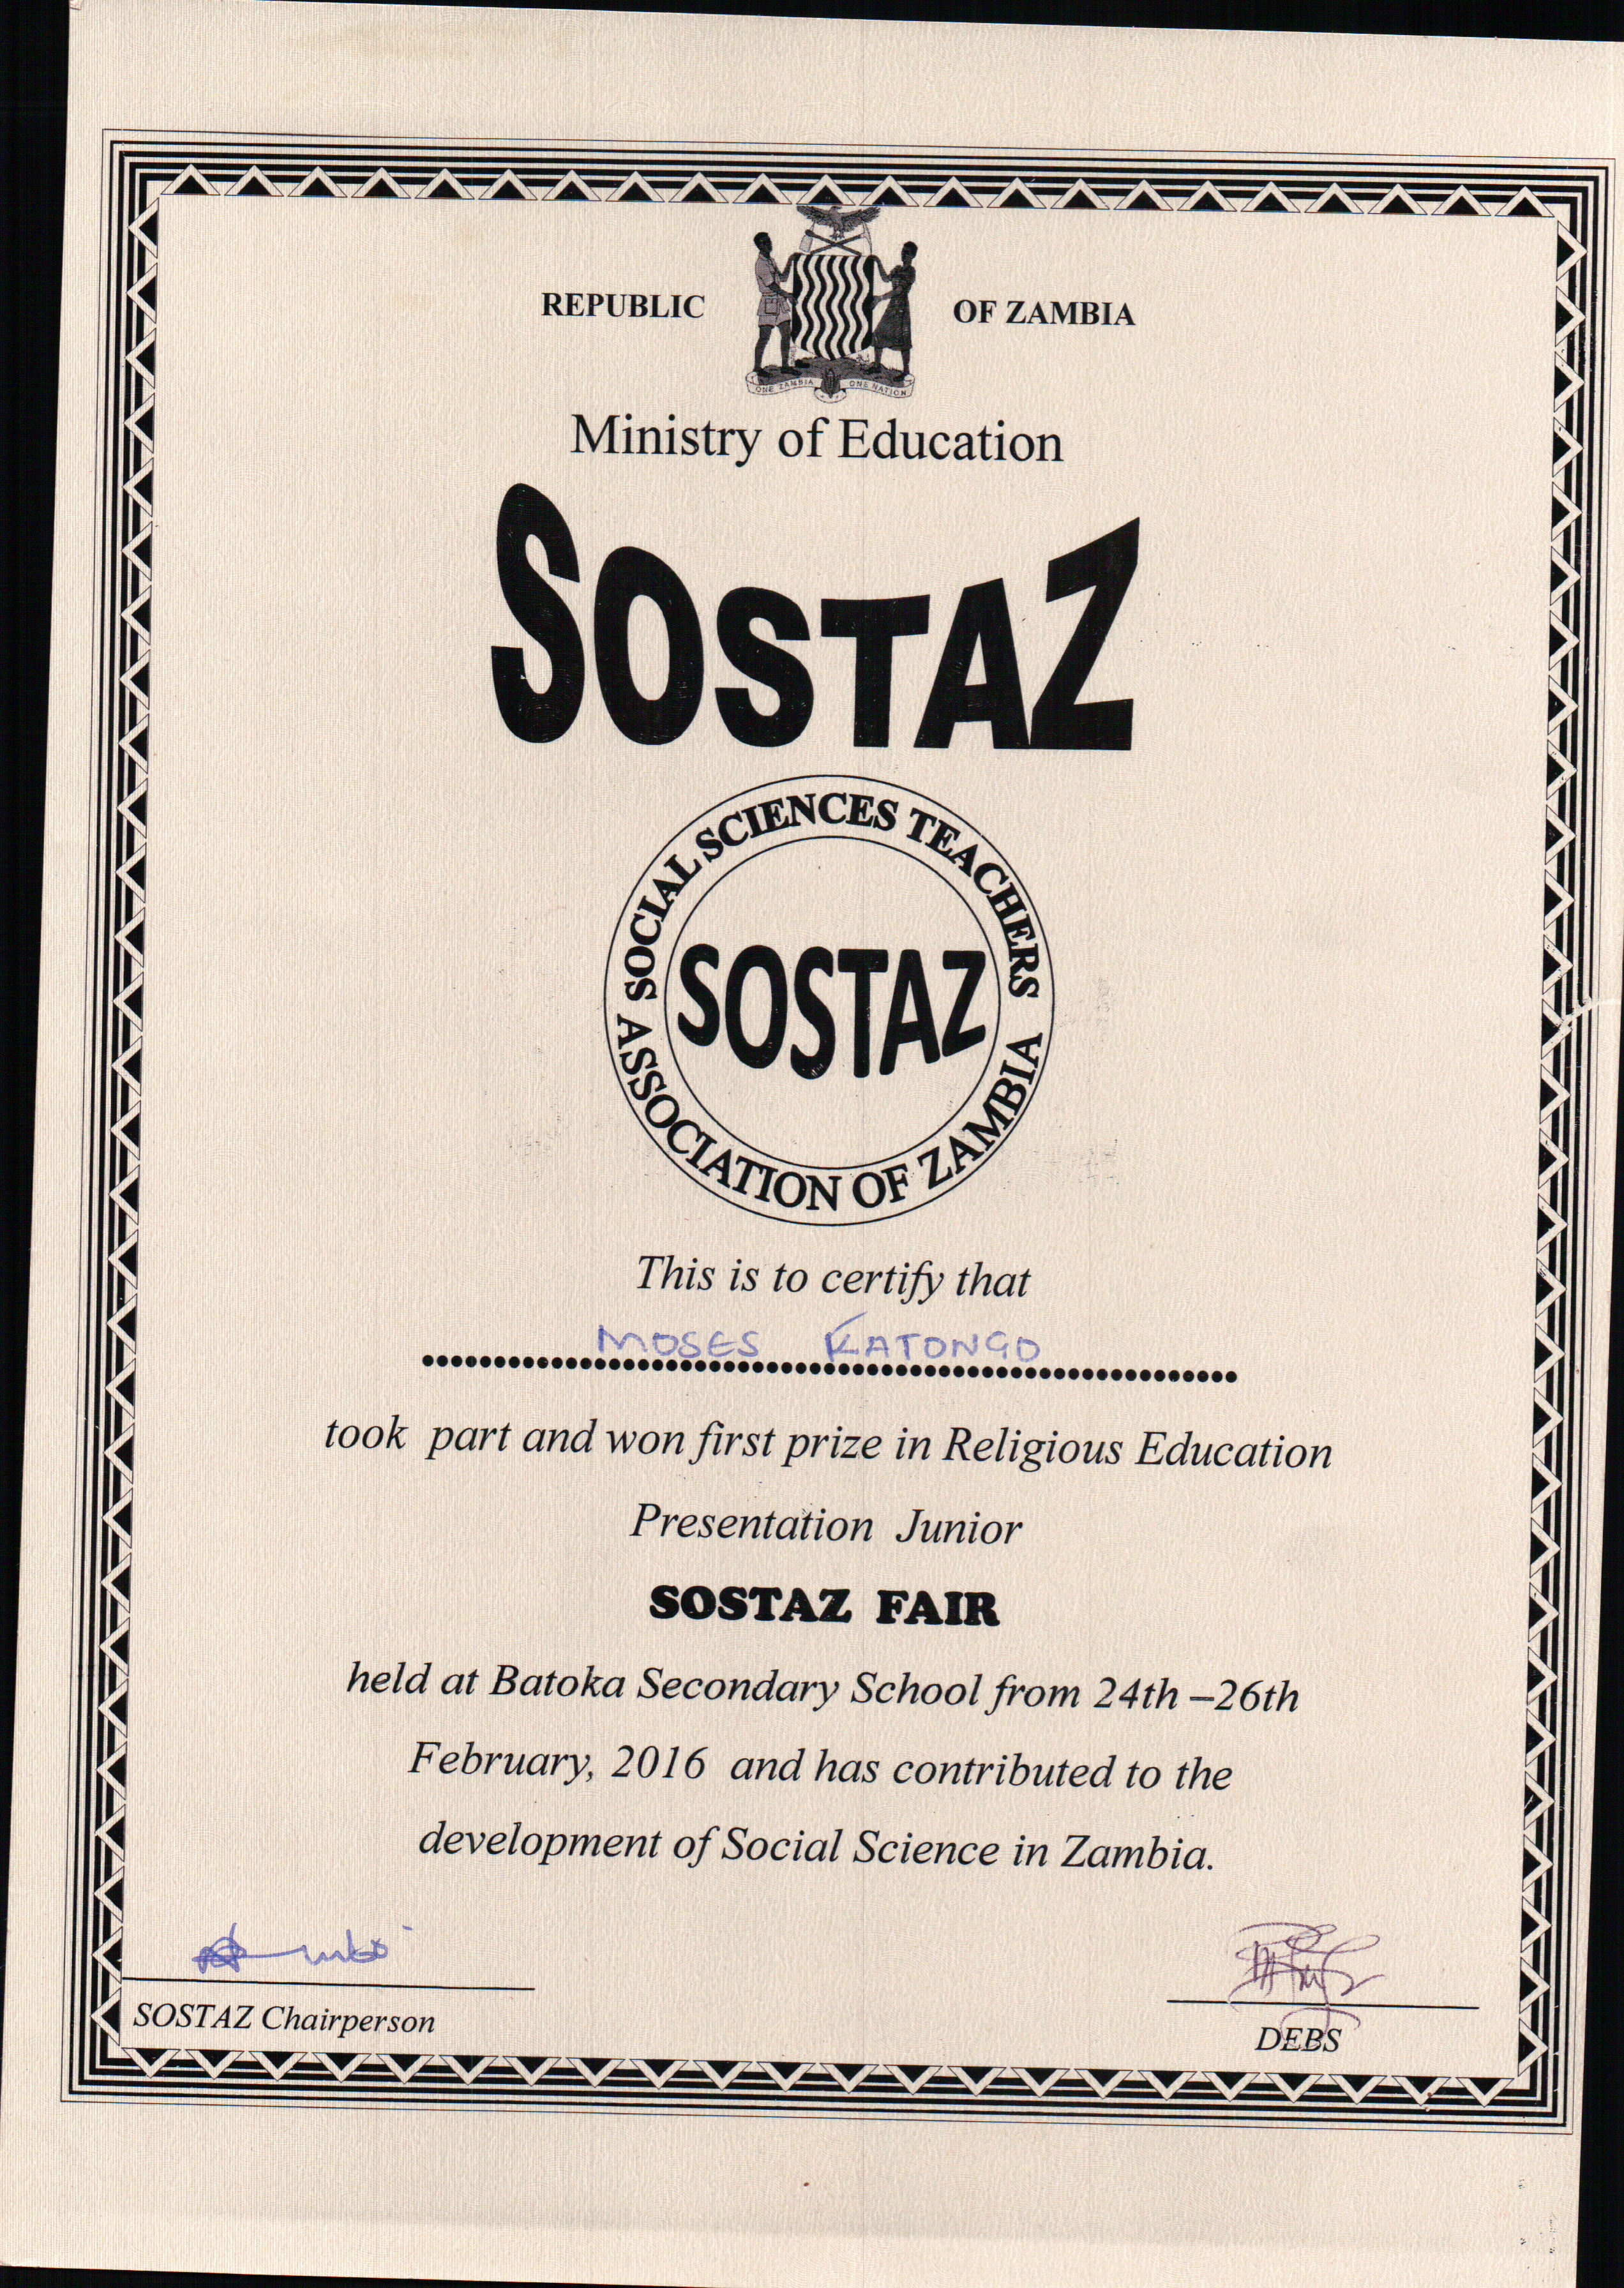 REPUBLIC OF ZAMBIA
ONE ZAMBIA ONE NATION
Ministry of Education
SOSTAZ
SOCIAL SCIENCES TEACHERS
SOSTAZ
ASSOCIATION OF ZAMBIA
This is to certify that
MOSES KATONGO
took part and won first prize in Religious Education
Presentation Junior
SOSTAZ FAIR
held at Batoka Secondary School from 24th –26th
February, 2016 and has contributed to the
development of Social Science in Zambia.
SOSTAZ Chairperson
DEBS